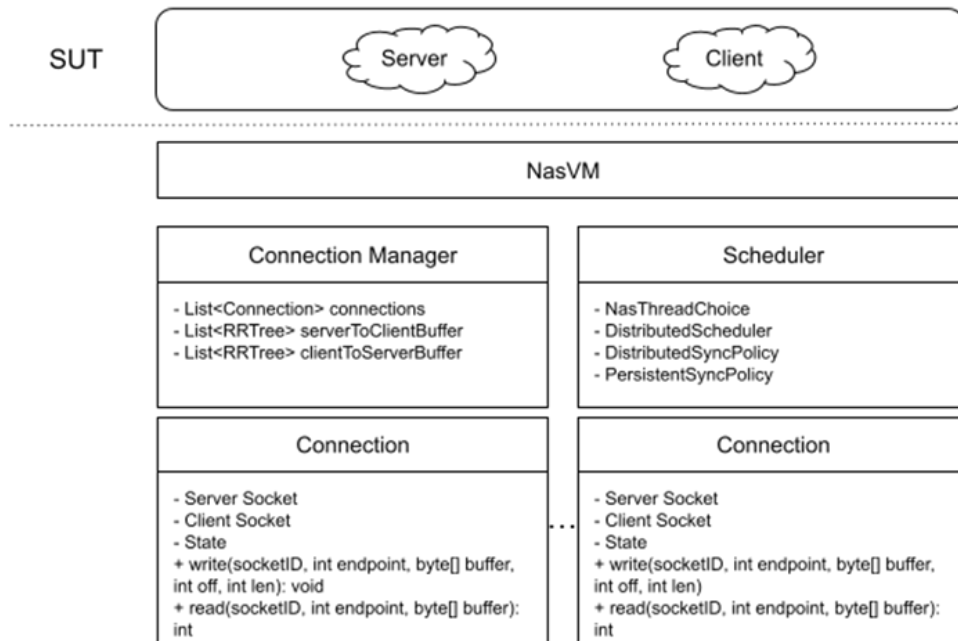 SUT
Server
Client
NasVM
Connection Manager
- List<Connection> connections
- List<RRTree> serverToClientBuffer
- List<RRTree> clientToServerBuffer
Scheduler
- NasThreadChoice
- DistributedScheduler
- DistributedSyncPolicy
- PersistentSyncPolicy
Connection
- Server Socket
- Client Socket
- State
+ write(socketID, int endpoint, byte[] buffer,
int off, int len): void
+ read(socketID, int endpoint, byte[] buffer):
int
...
Connection
- Server Socket
- Client Socket
- State
+ write(socketID, int endpoint, byte[] buffer,
int off, int len)
+ read(socketID, int endpoint, byte[] buffer):
int